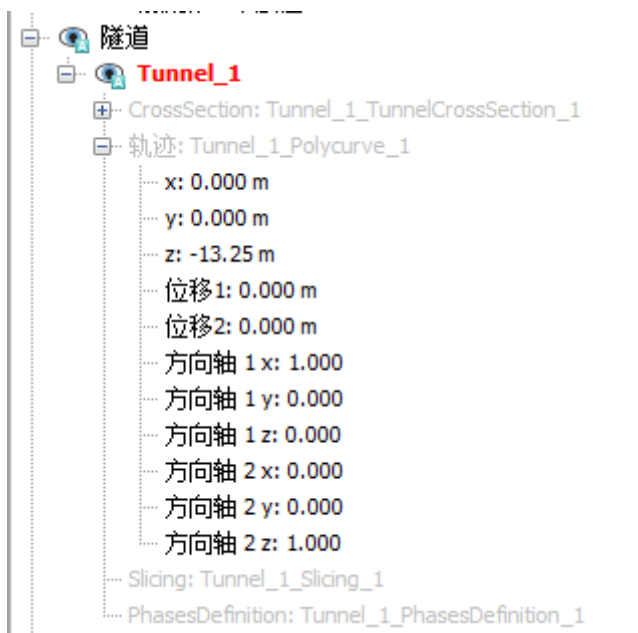 隧道
Tunnel_1
CrossSection: Tunnel_1_TunnelCrossSection_1
轨迹: Tunnel_1_Polycurve_1
x: 0.000 m
y: 0.000 m
z: -13.25 m
位移1: 0.000 m
位移2: 0.000 m
方向轴 1 x: 1.000
方向轴 1 y: 0.000
方向轴 1 z: 0.000
方向轴 2 x: 0.000
方向轴 2 y: 0.000
方向轴 2 z: 1.000
Slicing: Tunnel_1_Slicing_1
PhasesDefinition: Tunnel_1_PhasesDefinition_1